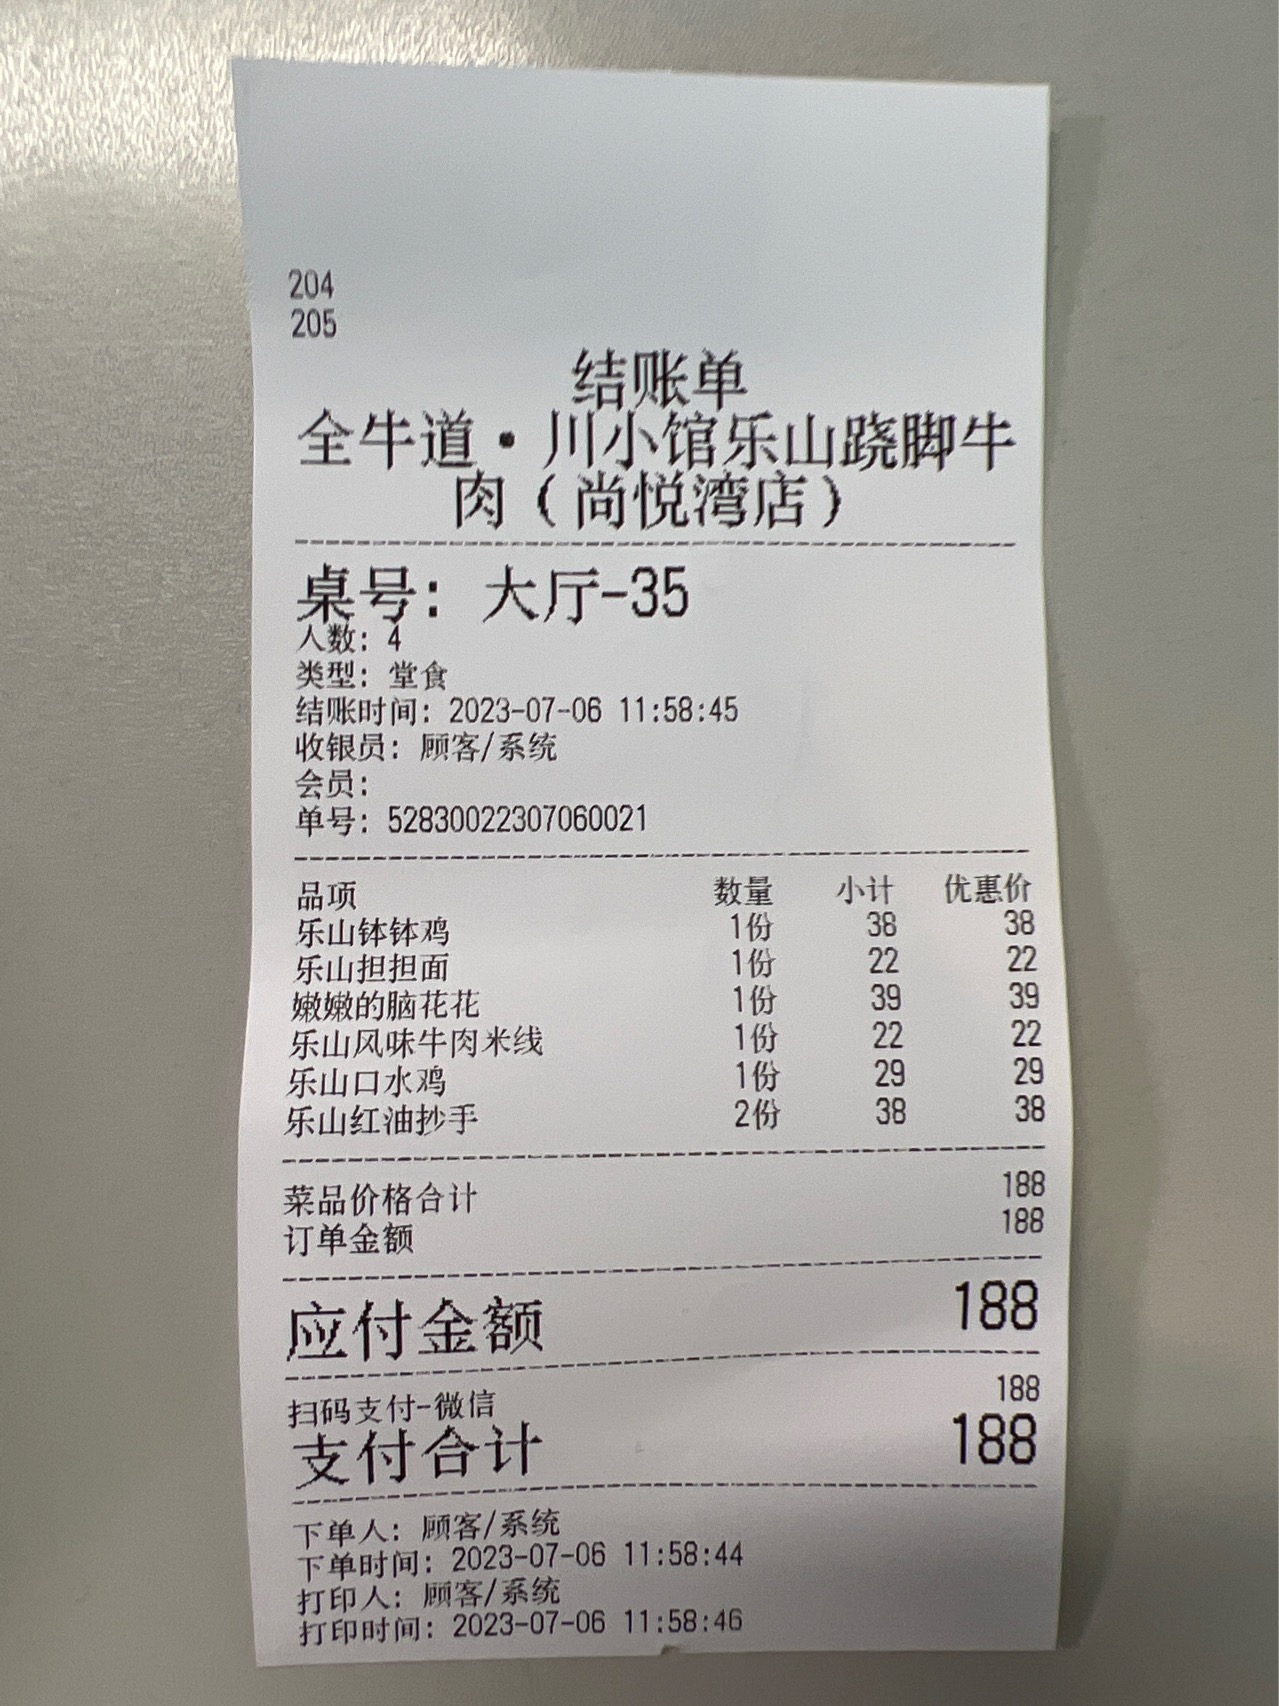 204
205
结账单
全牛道·川小馆乐山跷脚牛
肉(尚悦湾店)
桌号: 大厅-35
人数: 4
类型: 堂食
结账时间: 2023-07-06 11:58:45
收银员: 顾客/系统
会员:
单号: 52830022307060021
品项 数量 小计 优惠价
乐山钵钵鸡 1份 38 38
乐山担担面 1份 22 22
嫩嫩的脑花花 1份 39 39
乐山风味牛肉米线 1份 22 22
乐山口水鸡 1份 29 29
乐山红油抄手 2份 38 38
菜品价格合计 188
订单金额 188
应付金额 188
扫码支付-微信 188
支付合计 188
下单人: 顾客/系统
下单时间: 2023-07-06 11:58:44
打印人: 顾客/系统
打印时间: 2023-07-06 11:58:46